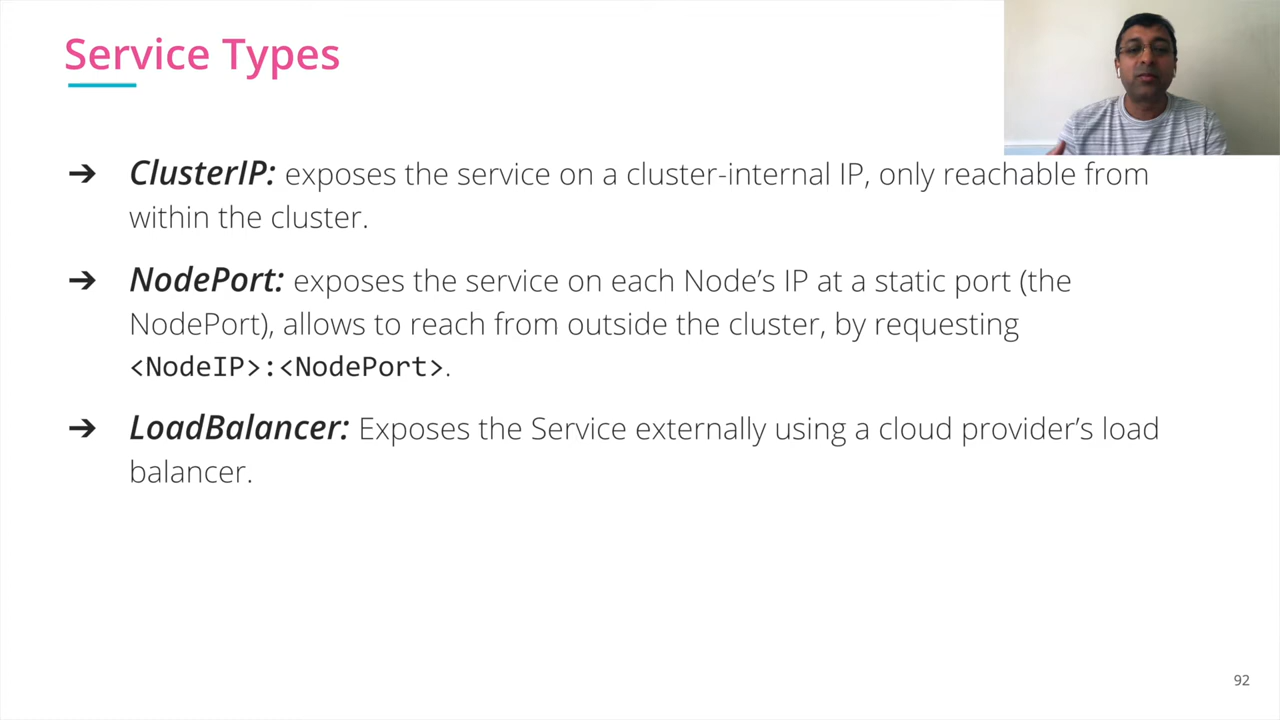 Service Types
➔ ClusterIP: exposes the service on a cluster-internal IP, only reachable from
within the cluster.
➔ NodePort: exposes the service on each Node’s IP at a static port (the
NodePort), allows to reach from outside the cluster, by requesting
<NodeIP>:<NodePort>.
➔ LoadBalancer: Exposes the Service externally using a cloud provider’s load
balancer.
92